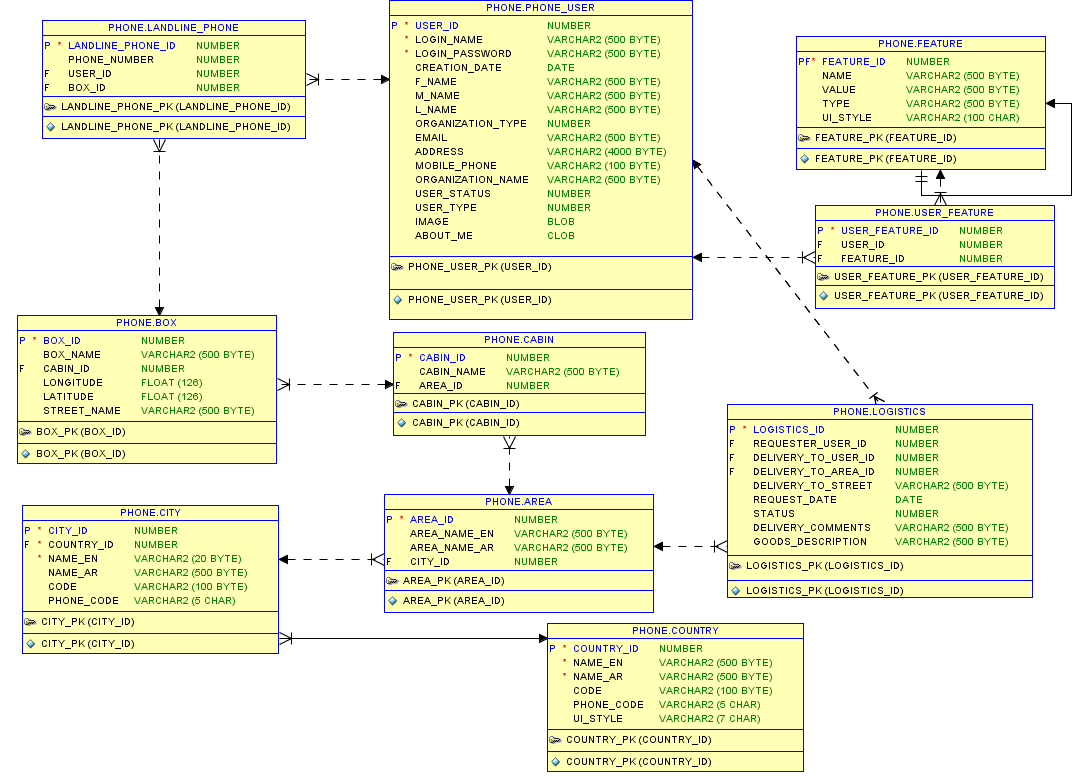 PHONE.LANDLINE_PHONE
P * LANDLINE_PHONE_ID NUMBER
PHONE_NUMBER NUMBER
F USER_ID NUMBER
F BOX_ID NUMBER
LANDLINE_PHONE_PK (LANDLINE_PHONE_ID)
LANDLINE_PHONE_PK (LANDLINE_PHONE_ID)
PHONE.PHONE_USER
P * USER_ID NUMBER
* LOGIN_NAME VARCHAR2 (500 BYTE)
* LOGIN_PASSWORD VARCHAR2 (500 BYTE)
CREATION_DATE DATE
F_NAME VARCHAR2 (500 BYTE)
M_NAME VARCHAR2 (500 BYTE)
L_NAME VARCHAR2 (500 BYTE)
ORGANIZATION_TYPE NUMBER
EMAIL VARCHAR2 (500 BYTE)
ADDRESS VARCHAR2 (4000 BYTE)
MOBILE_PHONE VARCHAR2 (100 BYTE)
ORGANIZATION_NAME VARCHAR2 (500 BYTE)
USER_STATUS NUMBER
USER_TYPE NUMBER
IMAGE BLOB
ABOUT_ME CLOB
PHONE_USER_PK (USER_ID)
PHONE_USER_PK (USER_ID)
PHONE.FEATURE
PF* FEATURE_ID NUMBER
NAME VARCHAR2 (500 BYTE)
VALUE VARCHAR2 (500 BYTE)
TYPE VARCHAR2 (500 BYTE)
UI_STYLE VARCHAR2 (100 CHAR)
FEATURE_PK (FEATURE_ID)
FEATURE_PK (FEATURE_ID)
PHONE.USER_FEATURE
P * USER_FEATURE_ID NUMBER
F USER_ID NUMBER
F FEATURE_ID NUMBER
USER_FEATURE_PK (USER_FEATURE_ID)
USER_FEATURE_PK (USER_FEATURE_ID)
PHONE.BOX
P * BOX_ID NUMBER
BOX_NAME VARCHAR2 (500 BYTE)
F CABIN_ID NUMBER
LONGITUDE FLOAT (126)
LATITUDE FLOAT (126)
STREET_NAME VARCHAR2 (500 BYTE)
BOX_PK (BOX_ID)
BOX_PK (BOX_ID)
PHONE.CABIN
P * CABIN_ID NUMBER
CABIN_NAME VARCHAR2 (500 BYTE)
F AREA_ID NUMBER
CABIN_PK (CABIN_ID)
CABIN_PK (CABIN_ID)
PHONE.LOGISTICS
P * LOGISTICS_ID NUMBER
F REQUESTER_USER_ID NUMBER
F DELIVERY_TO_USER_ID NUMBER
F DELIVERY_TO_AREA_ID NUMBER
DELIVERY_TO_STREET VARCHAR2 (500 BYTE)
REQUEST_DATE DATE
STATUS NUMBER
DELIVERY_COMMENTS VARCHAR2 (500 BYTE)
GOODS_DESCRIPTION VARCHAR2 (500 BYTE)
LOGISTICS_PK (LOGISTICS_ID)
LOGISTICS_PK (LOGISTICS_ID)
PHONE.CITY
P * CITY_ID NUMBER
F * COUNTRY_ID NUMBER
* NAME_EN VARCHAR2 (20 BYTE)
NAME_AR VARCHAR2 (500 BYTE)
CODE VARCHAR2 (100 BYTE)
PHONE_CODE VARCHAR2 (5 CHAR)
CITY_PK (CITY_ID)
CITY_PK (CITY_ID)
PHONE.AREA
P * AREA_ID NUMBER
AREA_NAME_EN VARCHAR2 (500 BYTE)
AREA_NAME_AR VARCHAR2 (500 BYTE)
F CITY_ID NUMBER
AREA_PK (AREA_ID)
AREA_PK (AREA_ID)
PHONE.COUNTRY
P * COUNTRY_ID NUMBER
* NAME_EN VARCHAR2 (500 BYTE)
* NAME_AR VARCHAR2 (500 BYTE)
CODE VARCHAR2 (100 BYTE)
PHONE_CODE VARCHAR2 (5 CHAR)
UI_STYLE VARCHAR2 (7 CHAR)
COUNTRY_PK (COUNTRY_ID)
COUNTRY_PK (COUNTRY_ID)